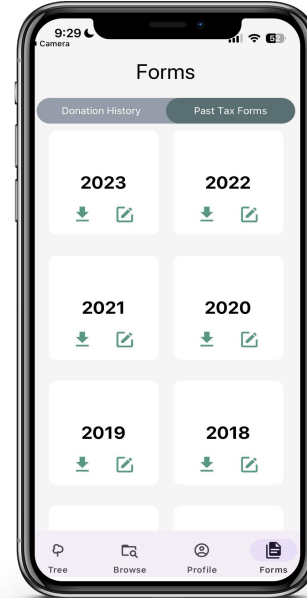 9:29
52
Camera
Forms
Donation History Past Tax Forms
2023 2022
2021 2020
2019 2018
Tree Browse Profile Forms